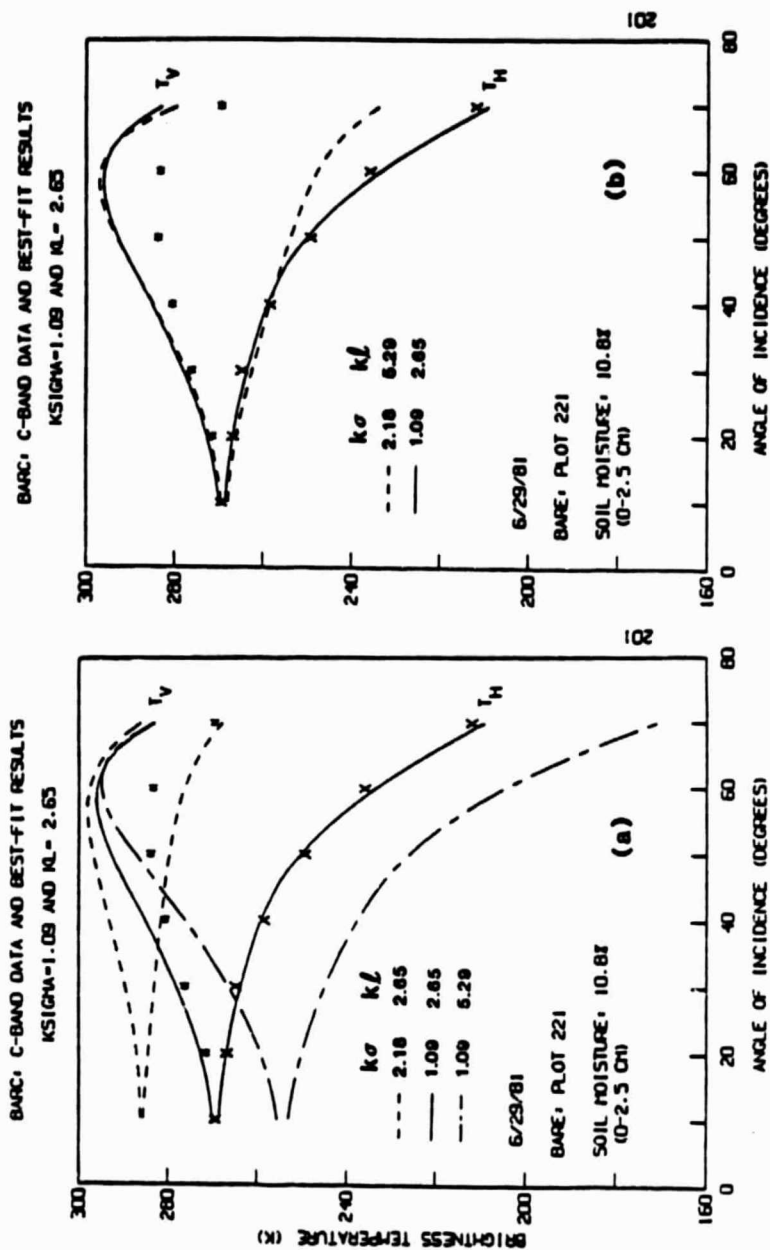 BARC: C-BAND DATA AND BEST-FIT RESULTS
KSIGMA=1.09 AND KL= 2.65
BRIGHTNESS TEMPERATURE (K)
300
280
240
200
160
T_V
T_H
kσ kℓ
2.18 2.65
1.09 2.65
1.09 5.29
6/29/81
BARE: PLOT 221
SOIL MOISTURE: 10.8%
(0-2.5 CM)
(a)
0 20 40 60 80
ANGLE OF INCIDENCE (DEGREES)
201
BARC: C-BAND DATA AND BEST-FIT RESULTS
KSIGMA=1.09 AND KL= 2.65
300
280
240
200
160
T_V
T_H
kσ kℓ
2.18 5.29
1.09 2.65
6/29/81
BARE: PLOT 221
SOIL MOISTURE: 10.8%
(0-2.5 CM)
(b)
0 20 40 60 80
ANGLE OF INCIDENCE (DEGREES)
201